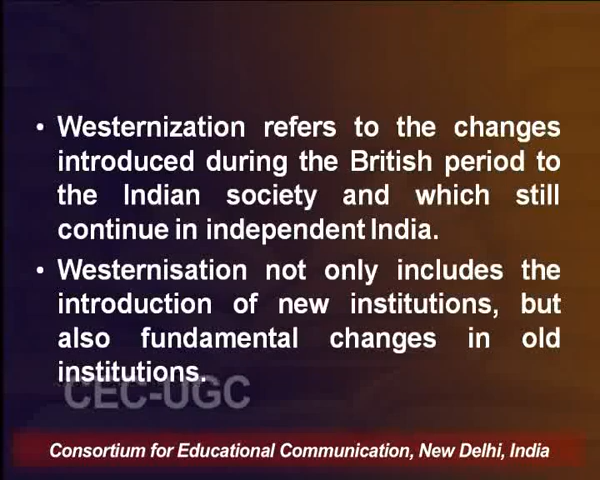 • Westernization refers to the changes
introduced during the British period to
the Indian society and which still
continue in independent India.
• Westernisation not only includes the
introduction of new institutions, but
also fundamental changes in old
institutions.
CEC-UGC
Consortium for Educational Communication, New Delhi, India